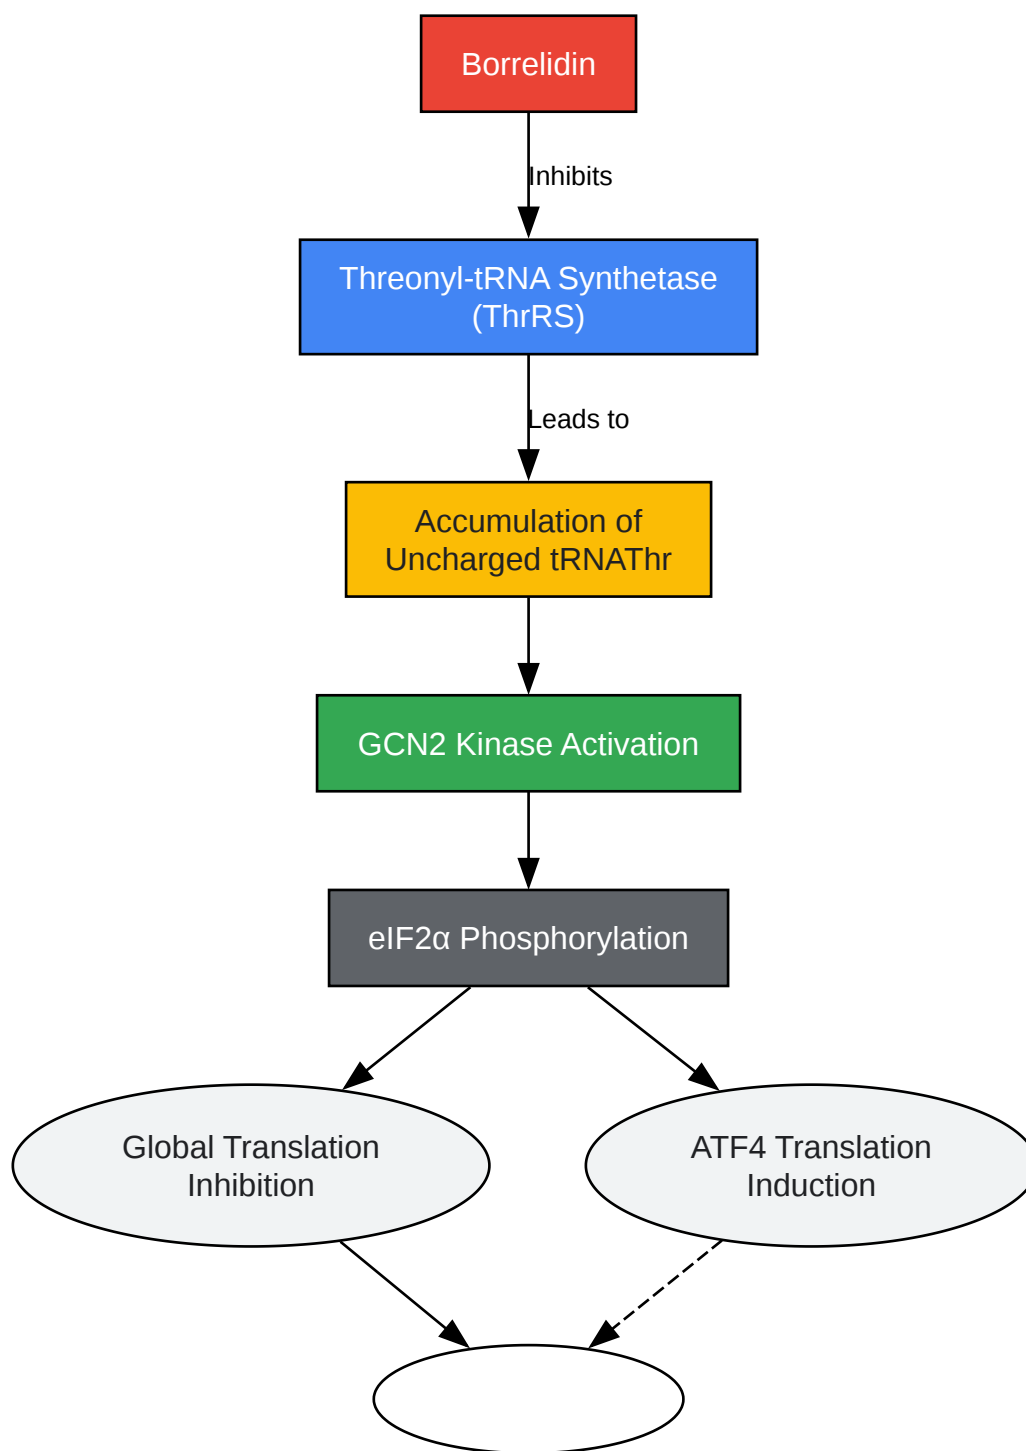 Borrelidin
Inhibits
Threonyl-tRNA Synthetase
(ThrRS)
Leads to
Accumulation of
Uncharged tRNAThr
GCN2 Kinase Activation
eIF2α Phosphorylation
Global Translation
Inhibition
ATF4 Translation
Induction